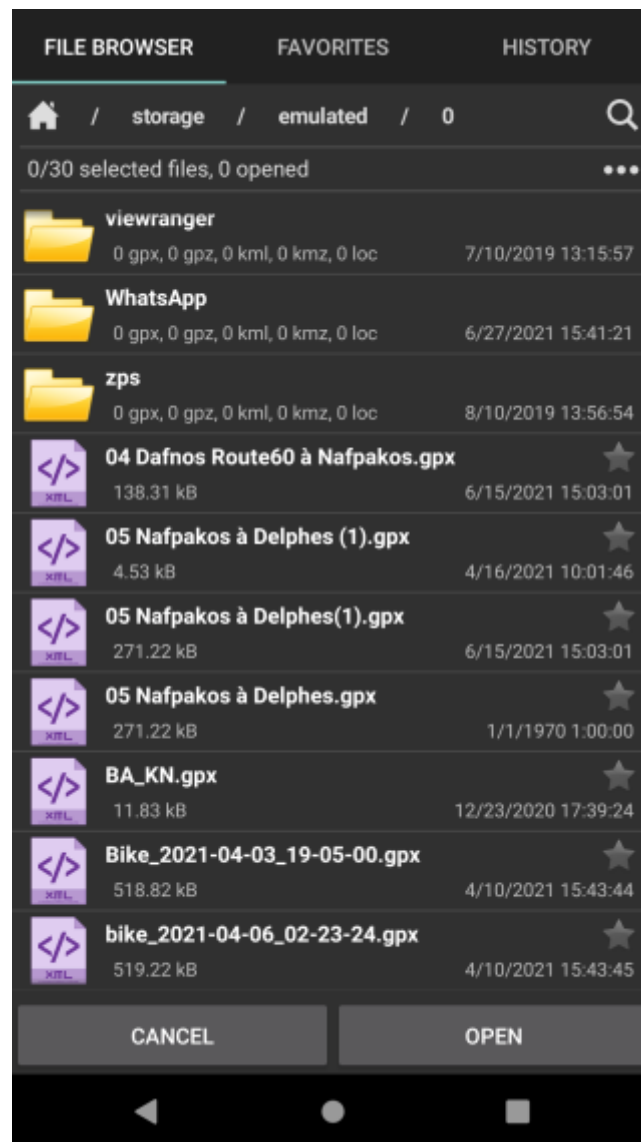 FILE BROWSER FAVORITES HISTORY
/ storage / emulated / 0
0/30 selected files, 0 opened
viewranger
0 gpx, 0 gpz, 0 kml, 0 kmz, 0 loc 7/10/2019 13:15:57
WhatsApp
0 gpx, 0 gpz, 0 kml, 0 kmz, 0 loc 6/27/2021 15:41:21
zps
0 gpx, 0 gpz, 0 kml, 0 kmz, 0 loc 8/10/2019 13:56:54
04 Dafnos Route60 à Nafpakos.gpx
XML 138.31 kB 6/15/2021 15:03:01
05 Nafpakos à Delphes (1).gpx
XML 4.53 kB 4/16/2021 10:01:46
05 Nafpakos à Delphes(1).gpx
XML 271.22 kB 6/15/2021 15:03:01
05 Nafpakos à Delphes.gpx
XML 271.22 kB 1/1/1970 1:00:00
BA_KN.gpx
XML 11.83 kB 12/23/2020 17:39:24
Bike_2021-04-03_19-05-00.gpx
XML 518.82 kB 4/10/2021 15:43:44
bike_2021-04-06_02-23-24.gpx
XML 519.22 kB 4/10/2021 15:43:45
CANCEL OPEN